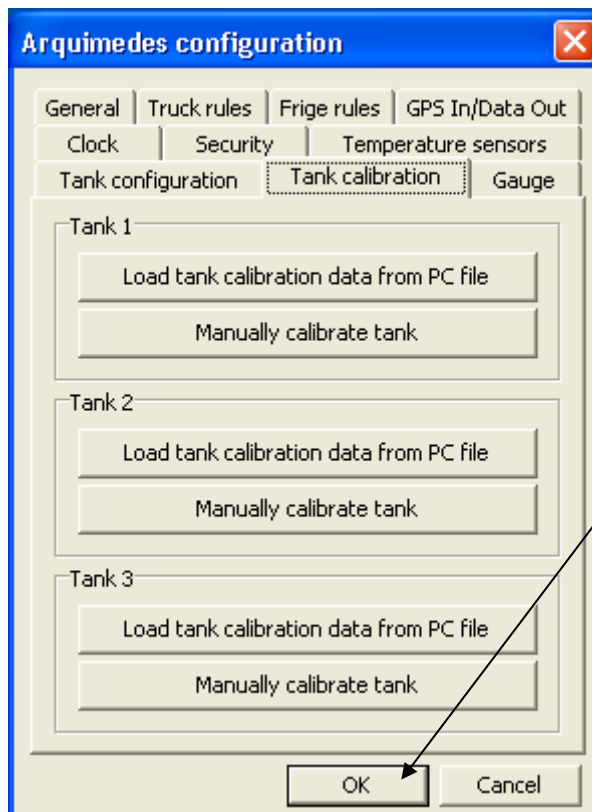 Arquimedes configuration
General Truck rules Frige rules GPS In/Data Out
Clock Security Temperature sensors
Tank configuration Tank calibration Gauge
Tank 1
Load tank calibration data from PC file
Manually calibrate tank
Tank 2
Load tank calibration data from PC file
Manually calibrate tank
Tank 3
Load tank calibration data from PC file
Manually calibrate tank
OK Cancel